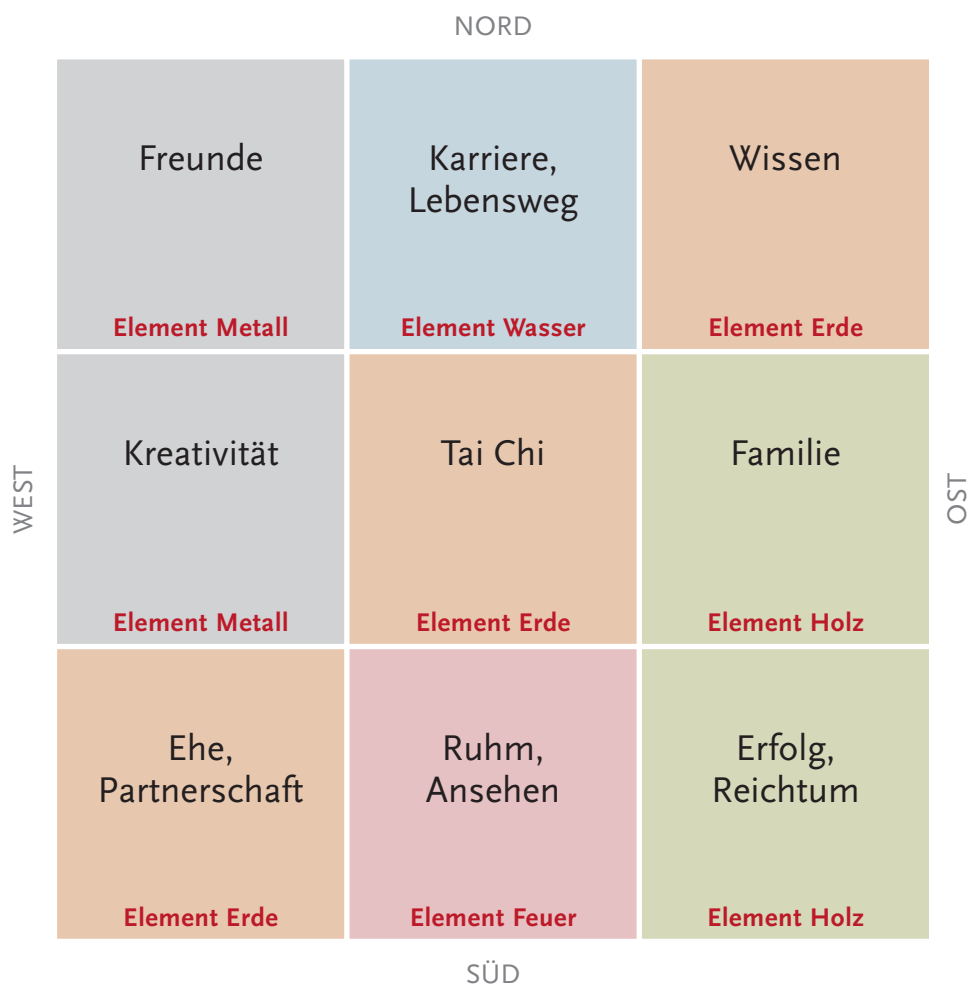 NORD
Freunde
Element Metall
Karriere,
Lebensweg
Element Wasser
Wissen
Element Erde
WEST
Kreativität
Element Metall
Tai Chi
Element Erde
Familie
Element Holz
OST
Ehe,
Partnerschaft
Element Erde
Ruhm,
Ansehen
Element Feuer
Erfolg,
Reichtum
Element Holz
SÜD